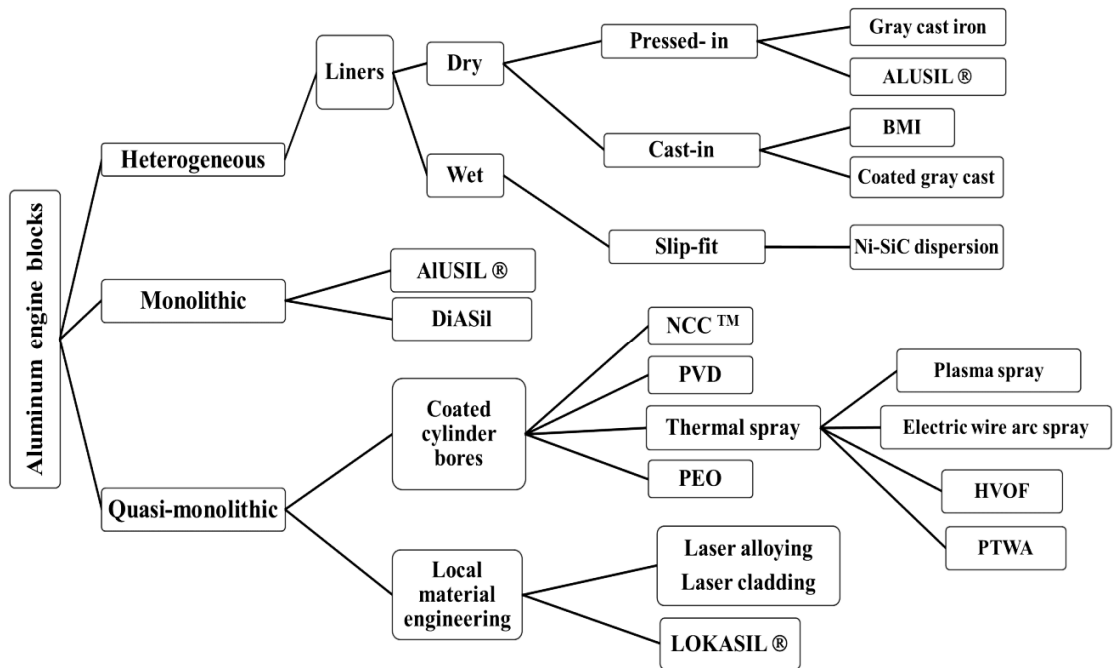 Aluminum engine blocks
Heterogeneous
Liners
Dry
Pressed- in
Gray cast iron
ALUSIL ®
Cast-in
BMI
Coated gray cast
Wet
Slip-fit
Ni-SiC dispersion
Monolithic
AlUSIL ®
DiASil
Quasi-monolithic
Coated
cylinder
bores
NCC TM
PVD
Thermal spray
Plasma spray
Electric wire arc spray
HVOF
PTWA
PEO
Local
material
engineering
Laser alloying
Laser cladding
LOKASIL ®